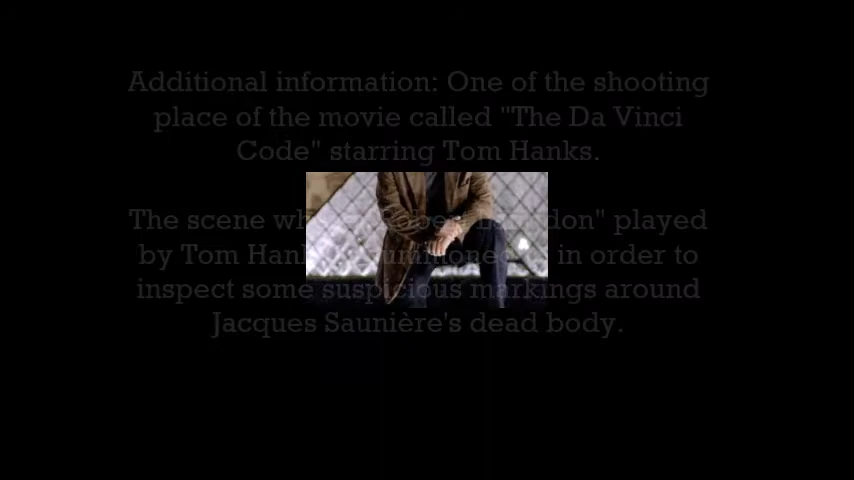 Additional information: One of the shooting
place of the movie called "The Da Vinci
Code" starring Tom Hanks.
The scene played
by Tom in order to
inspect some suspicious markings around
Jacques Saunière's dead body.